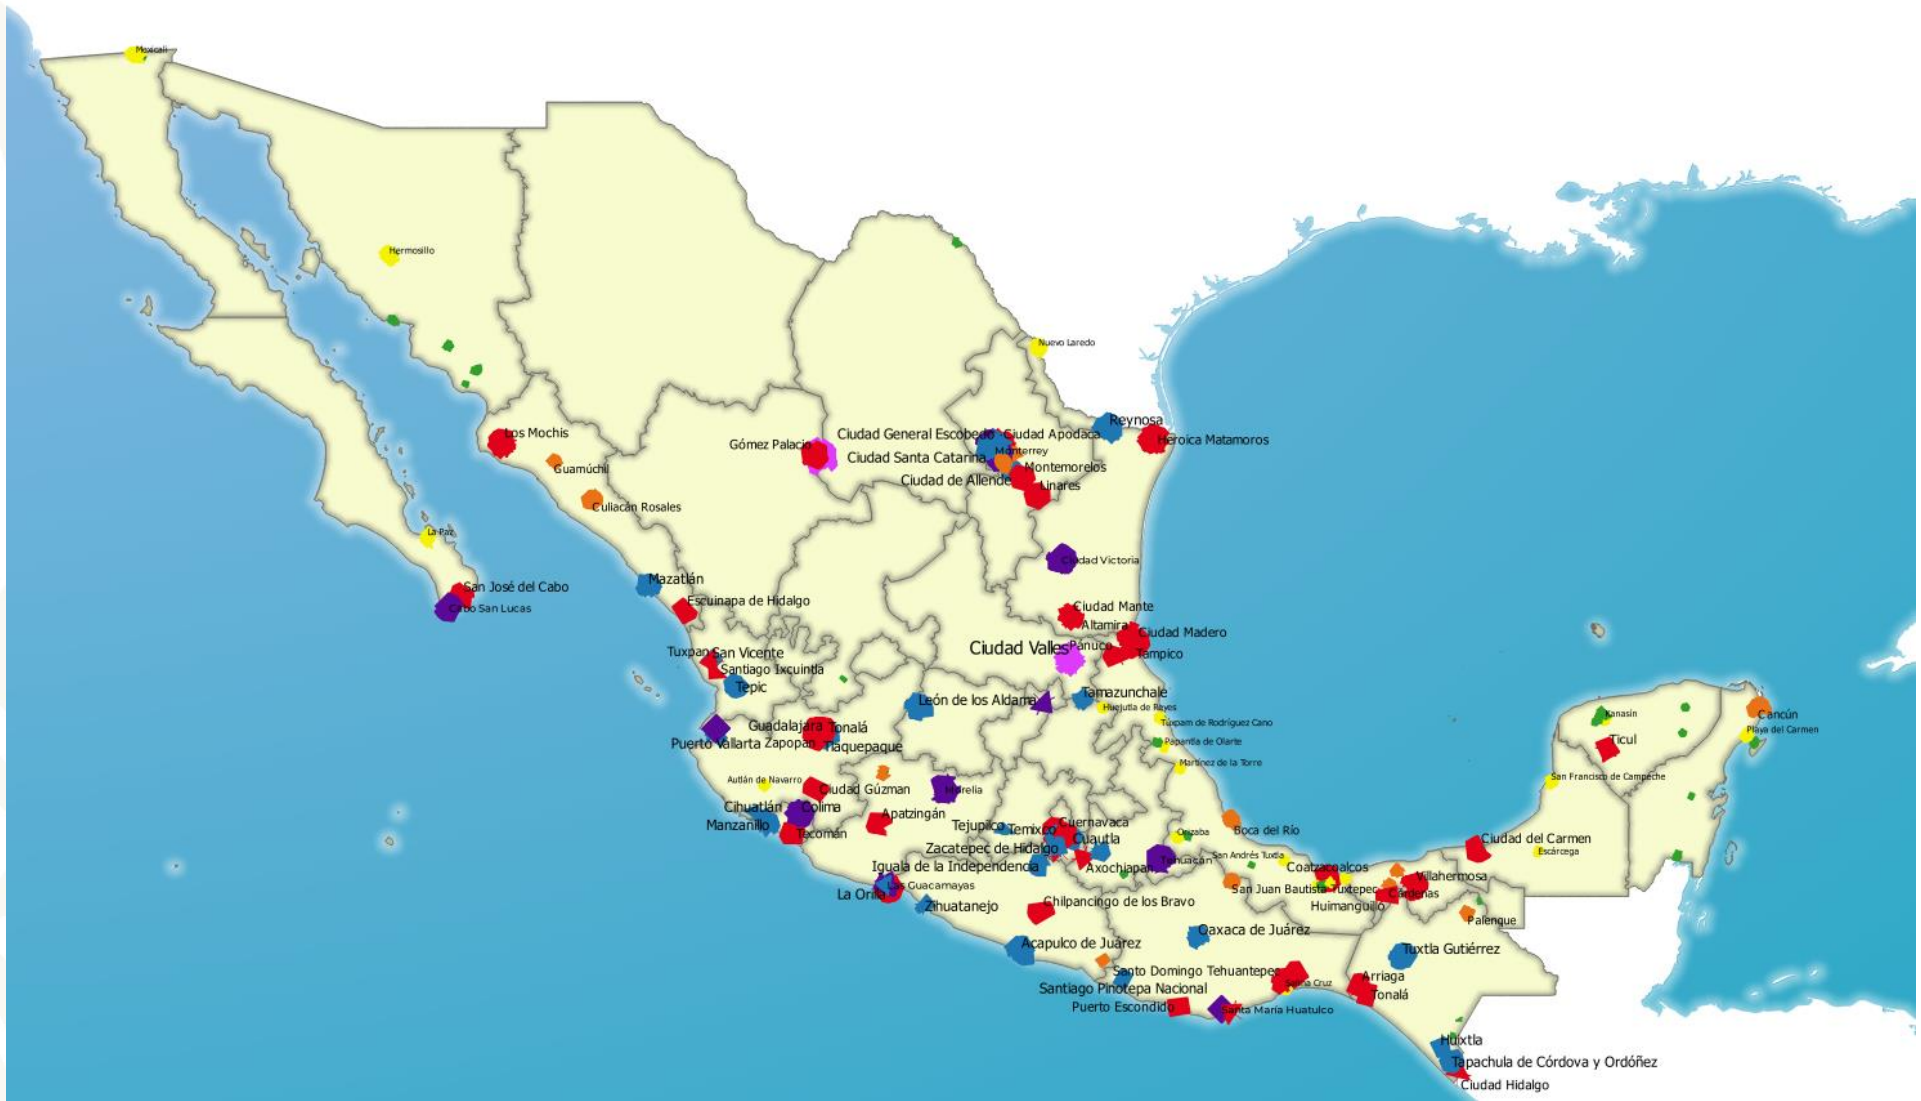 Mexicali
Hermosillo
Nuevo Laredo
Reynosa
Los Mochis
Ciudad General Escobedo
Ciudad Apodaca
Heroica Matamoros
Gómez Palacio
Monterrey
Ciudad Santa Catarina
Guamúchil
Montemorelos
Ciudad de Allende
Linares
Culiacán Rosales
La Paz
Ciudad Victoria
Mazatlán
San José del Cabo
Escuinapa de Hidalgo
Cabo San Lucas
Ciudad Mante
Altamira
Ciudad Madero
Ciudad Valles
Pánuco
Tuxpan
San Vicente
Tampico
Santiago Ixcuintla
Tepic
Tamazunchale
León de los Aldama
Huejutla de Reyes
Cancún
Kanasín
Túxpam de Rodríguez Cano
Guadalajara
Tonalá
Playa del Carmen
Puerto Vallarta
Zapopan
Tlaquepaque
Papantla de Olarte
Ticul
Martínez de la Torre
Autlán de Navarro
San Francisco de Campeche
Ciudad Gúzman
Morelia
Cihuatlán
Colima
Apatzingán
Manzanillo
Tecomán
Tejupilco
Temixco
Cuernavaca
Boca del Río
Orizaba
Cuautla
Ciudad del Carmen
Zacatepec de Hidalgo
Escárcega
San Andrés Tuxtla
Tehuacán
Iguala de la Independencia
Axochiapan
Coatzacoalcos
Villahermosa
Las Guacamayas
San Juan Bautista Tuxtepec
La Orilla
Cárdenas
Chilpancingo de los Bravo
Huimanguillo
Zihuatanejo
Palenque
Oaxaca de Juárez
Acapulco de Juárez
Tuxtla Gutiérrez
Santo Domingo Tehuantepec
Arriaga
Salina Cruz
Santiago Pinotepa Nacional
Tonalá
Puerto Escondido
Santa María Huatulco
Huixtla
Tapachula de Córdova y Ordóñez
Ciudad Hidalgo